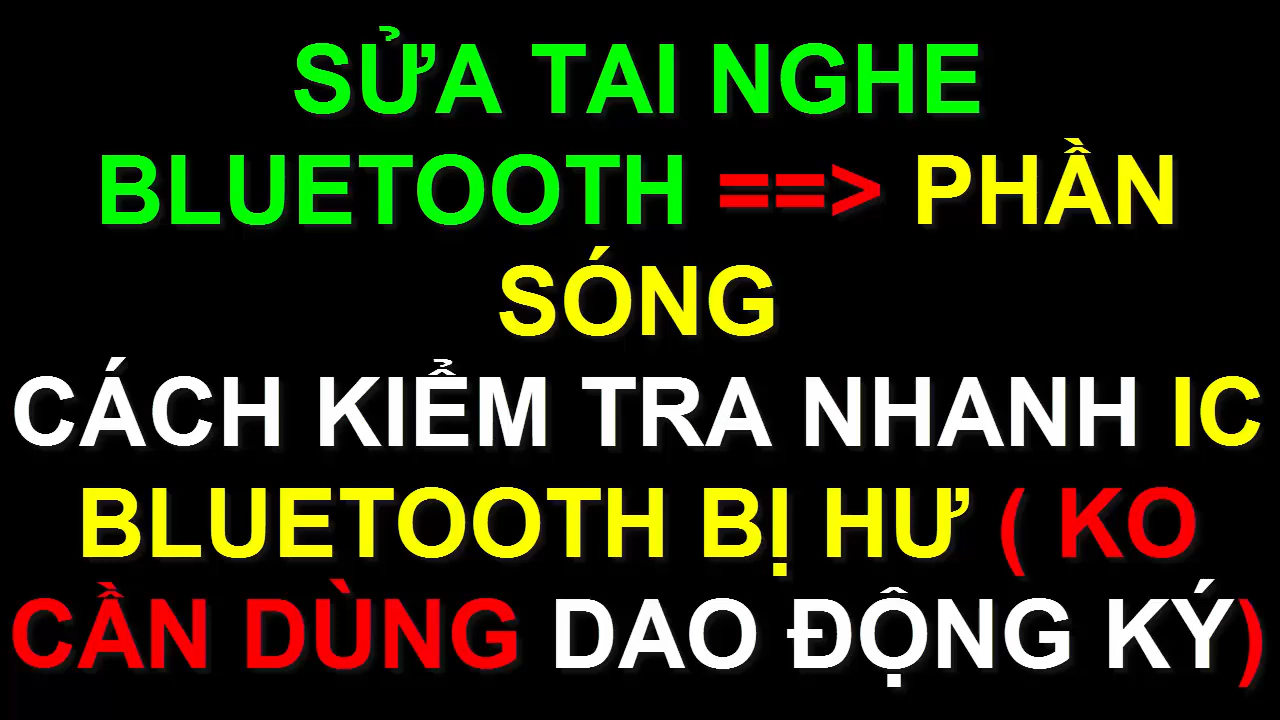 SỬA TAI NGHE
BLUETOOTH ==> PHẦN
SÓNG
CÁCH KIỂM TRA NHANH IC
BLUETOOTH BỊ HƯ ( KO
CẦN DÙNG DAO ĐỘNG KÝ)